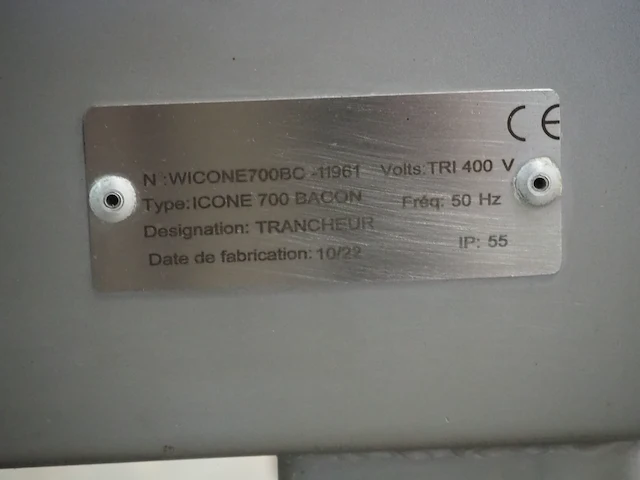 CE
N :WICONE700BC -11961 Volts:TRI 400 V
Type:ICONE 700 BACON Fréq: 50 Hz
Designation: TRANCHEUR IP: 55
Date de fabrication: 10/22